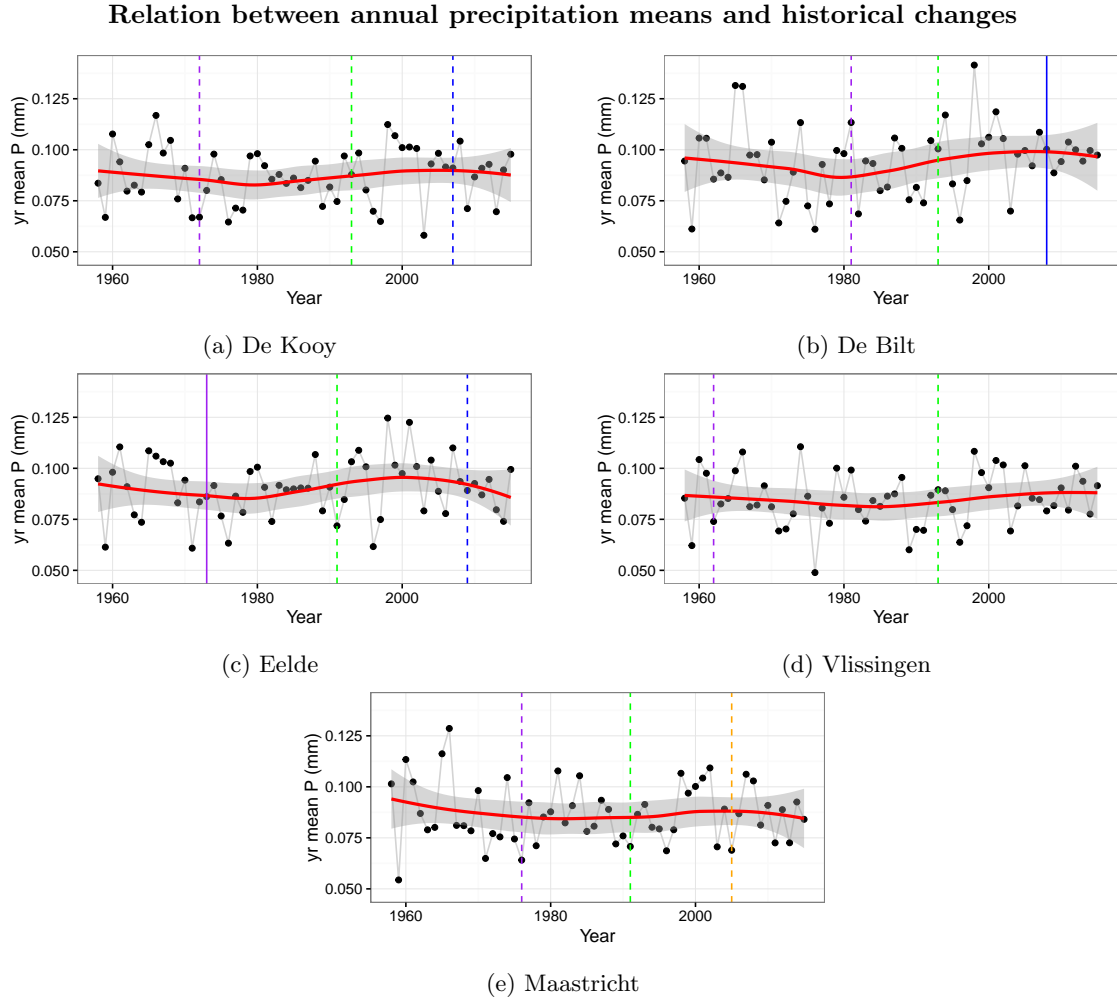 Relation between annual precipitation means and historical changes
yr mean P (mm)
0.125
0.100
0.075
0.050
1960
1980
2000
Year
(a) De Kooy
yr mean P (mm)
0.125
0.100
0.075
0.050
1960
1980
2000
Year
(b) De Bilt
yr mean P (mm)
0.125
0.100
0.075
0.050
1960
1980
2000
Year
(c) Eelde
yr mean P (mm)
0.125
0.100
0.075
0.050
1960
1980
2000
Year
(d) Vlissingen
yr mean P (mm)
0.125
0.100
0.075
0.050
1960
1980
2000
Year
(e) Maastricht